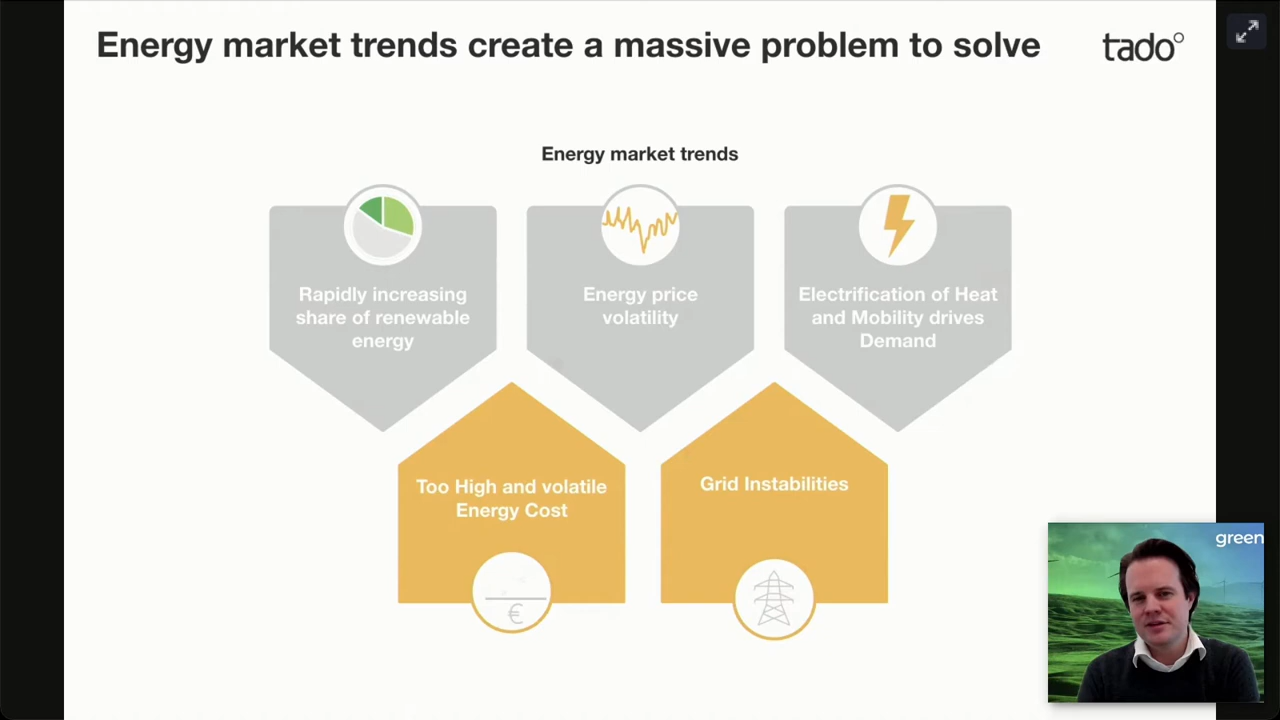 Energy market trends create a massive problem to solve
tado°
Energy market trends
Rapidly increasing
share of renewable
energy
Energy price
volatility
Electrification of Heat
and Mobility drives
Demand
Too High and volatile
Energy Cost
€
Grid Instabilities
green